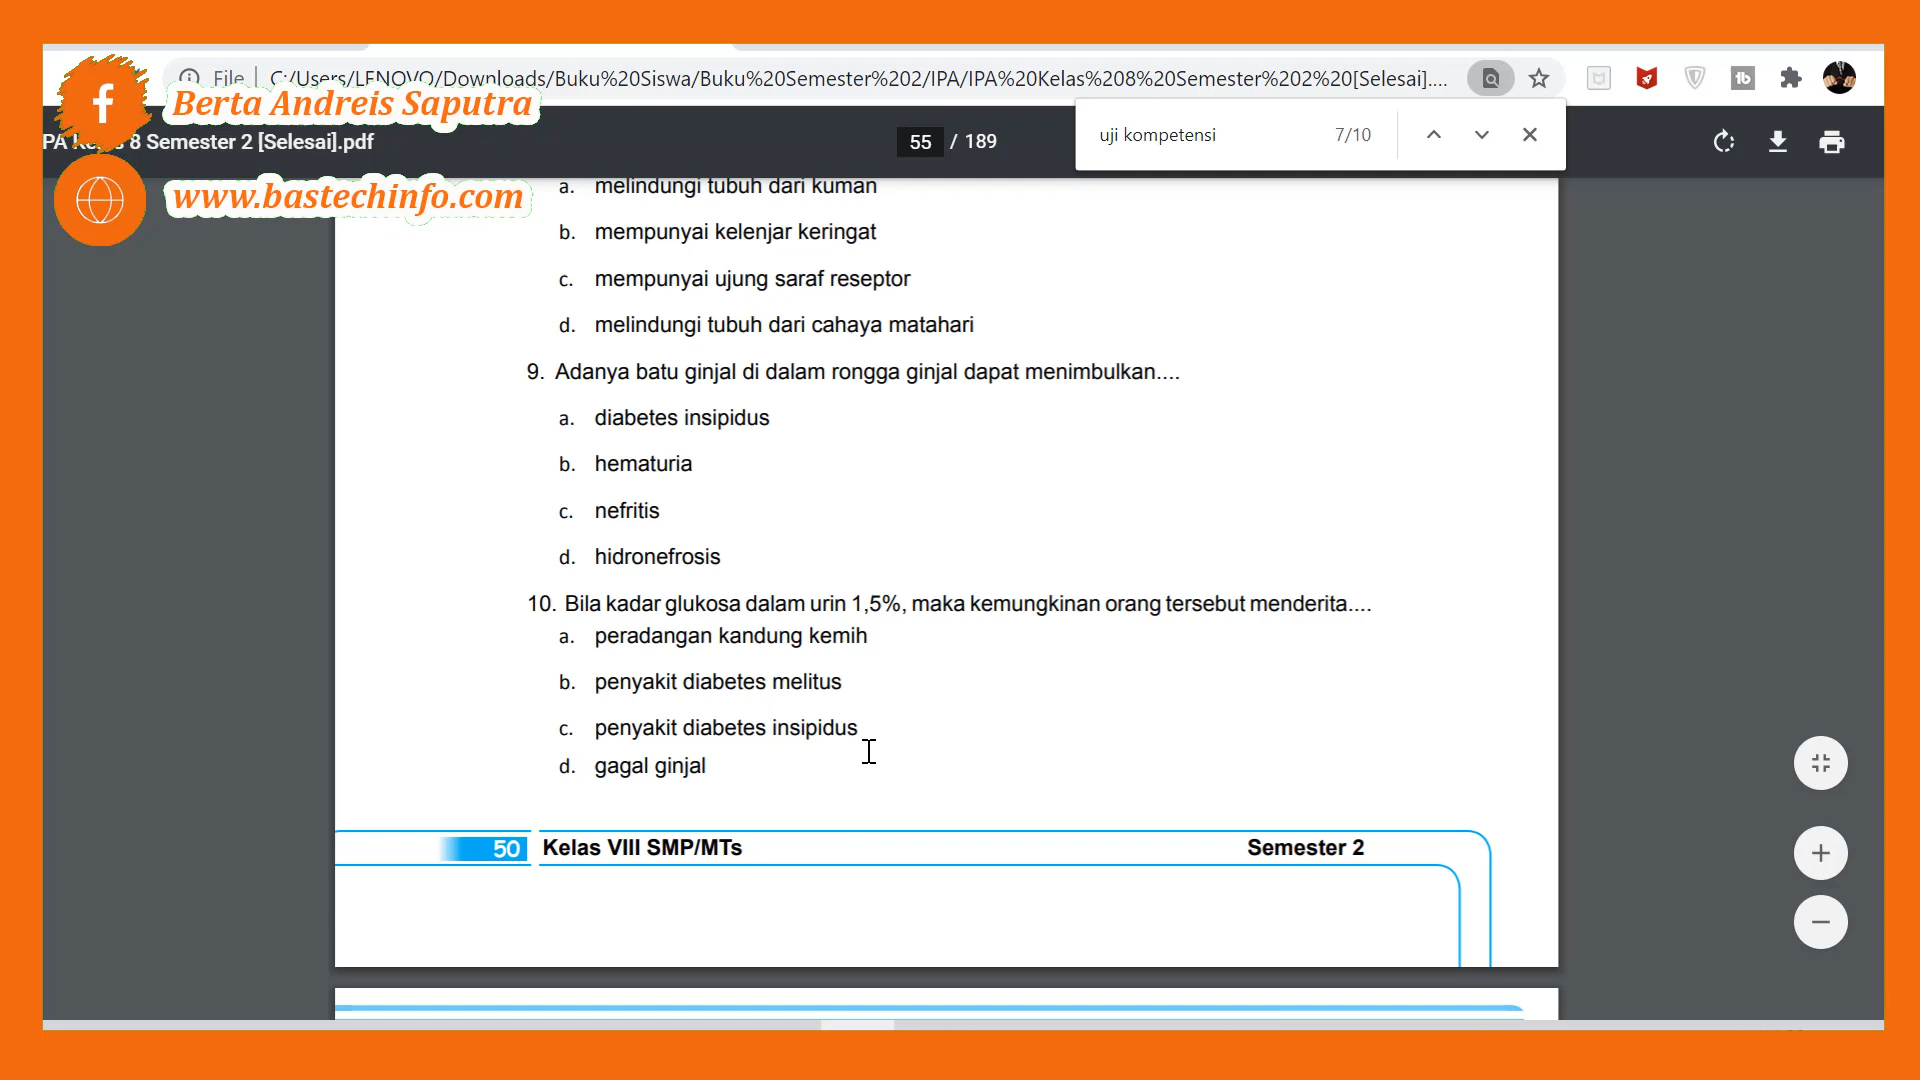 File | C:/Users/LENOVO/Downloads/Buku%20Siswa/Buku%20Semester%202/IPA/IPA%20Kelas%208%20Semester%202%20[Selesai]....
Berta Andreis Saputra
8 Semester 2 [Selesai].pdf
55 / 189
uji kompetensi 7/10
www.bastechinfo.com
a. melindungi tubuh dari kuman
b. mempunyai kelenjar keringat
c. mempunyai ujung saraf reseptor
d. melindungi tubuh dari cahaya matahari
9. Adanya batu ginjal di dalam rongga ginjal dapat menimbulkan....
a. diabetes insipidus
b. hematuria
c. nefritis
d. hidronefrosis
10. Bila kadar glukosa dalam urin 1,5%, maka kemungkinan orang tersebut menderita....
a. peradangan kandung kemih
b. penyakit diabetes melitus
c. penyakit diabetes insipidus
d. gagal ginjal
50 Kelas VIII SMP/MTs Semester 2